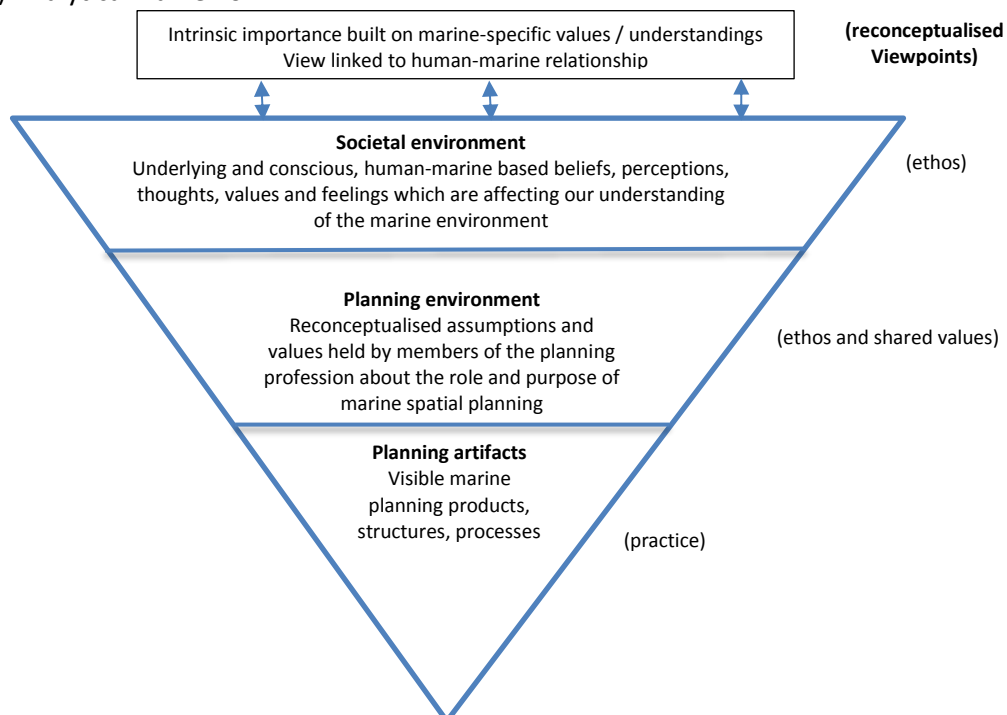 Intrinsic importance built on marine-specific values / understandings
View linked to human-marine relationship
(reconceptualised
Viewpoints)
Societal environment
Underlying and conscious, human-marine based beliefs, perceptions,
thoughts, values and feelings which are affecting our understanding
of the marine environment
(ethos)
Planning environment
Reconceptualised assumptions and
values held by members of the planning
profession about the role and purpose of
marine spatial planning
(ethos and shared values)
Planning artifacts
Visible marine
planning products,
structures, processes
(practice)